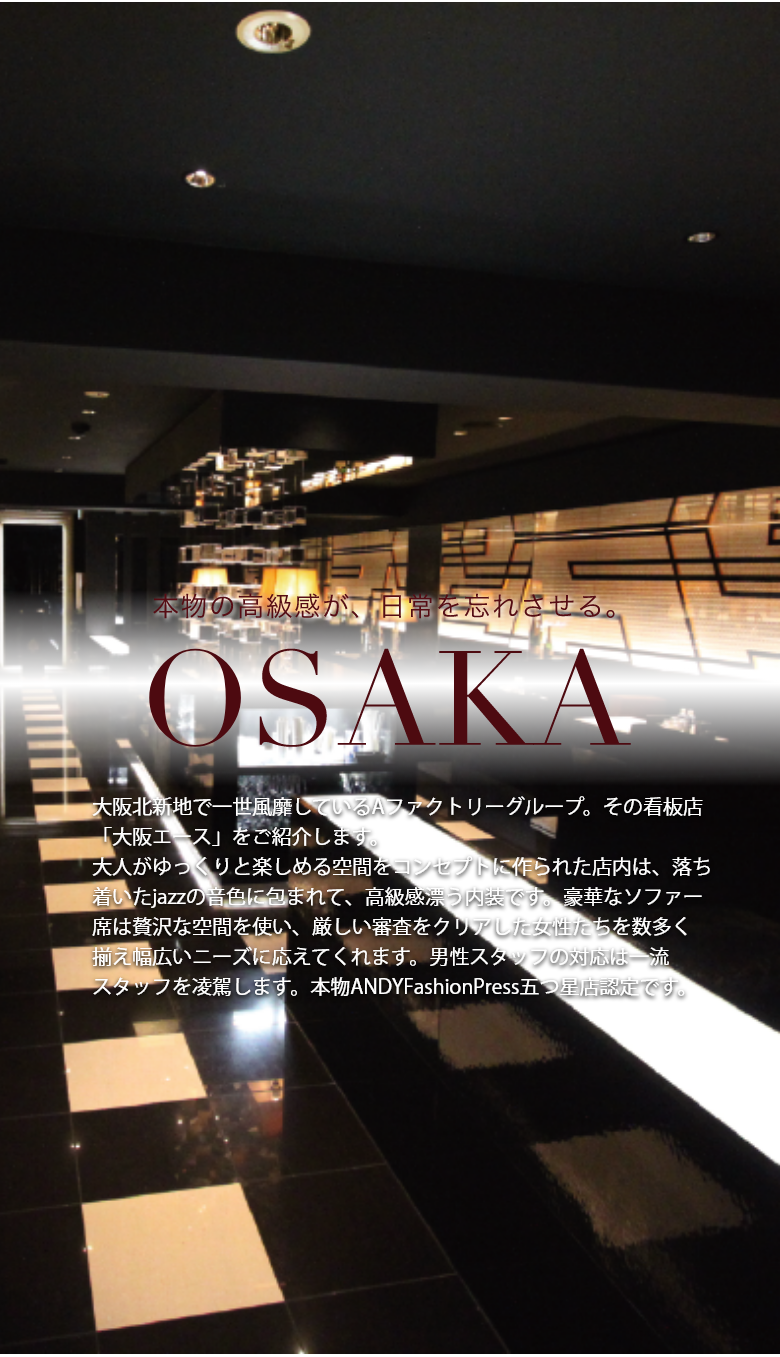 本物の高級感が、日常を忘れさせる。
OSAKA
大阪北新地で一世風靡しているAファクトリーグループ。その看板店
「大阪エース」をご紹介します。
大人がゆっくりと楽しめる空間をコンセプトに作られた店内は、落ち
着いたjazzの音色に包まれて、高級感漂う内装です。豪華なソファー
席は贅沢な空間を使い、厳しい審査をクリアした女性たちを数多く
揃え幅広いニーズに応えてくれます。男性スタッフの対応は一流
スタッフを凌駕します。本物ANDYFashionPress五つ星店認定です。